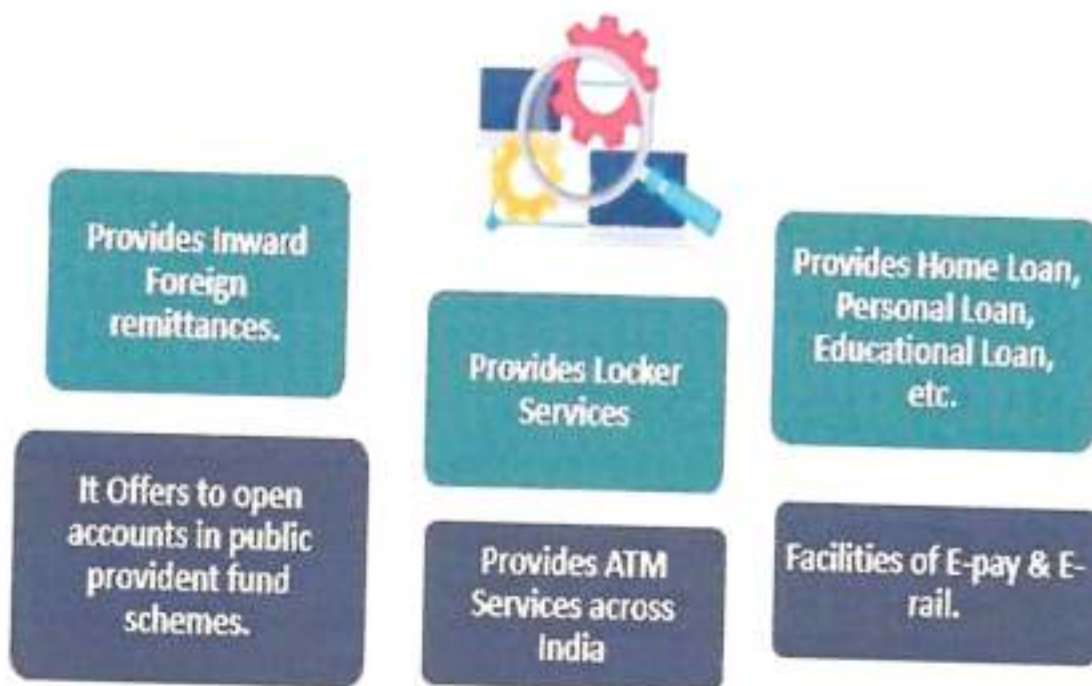 Provides Inward
Foreign
remittances.
Provides Locker
Services
Provides Home Loan,
Personal Loan,
Educational Loan,
etc.
It Offers to open
accounts in public
provident fund
schemes.
Provides ATM
Services across
India
Facilities of E-pay & E-
rail.